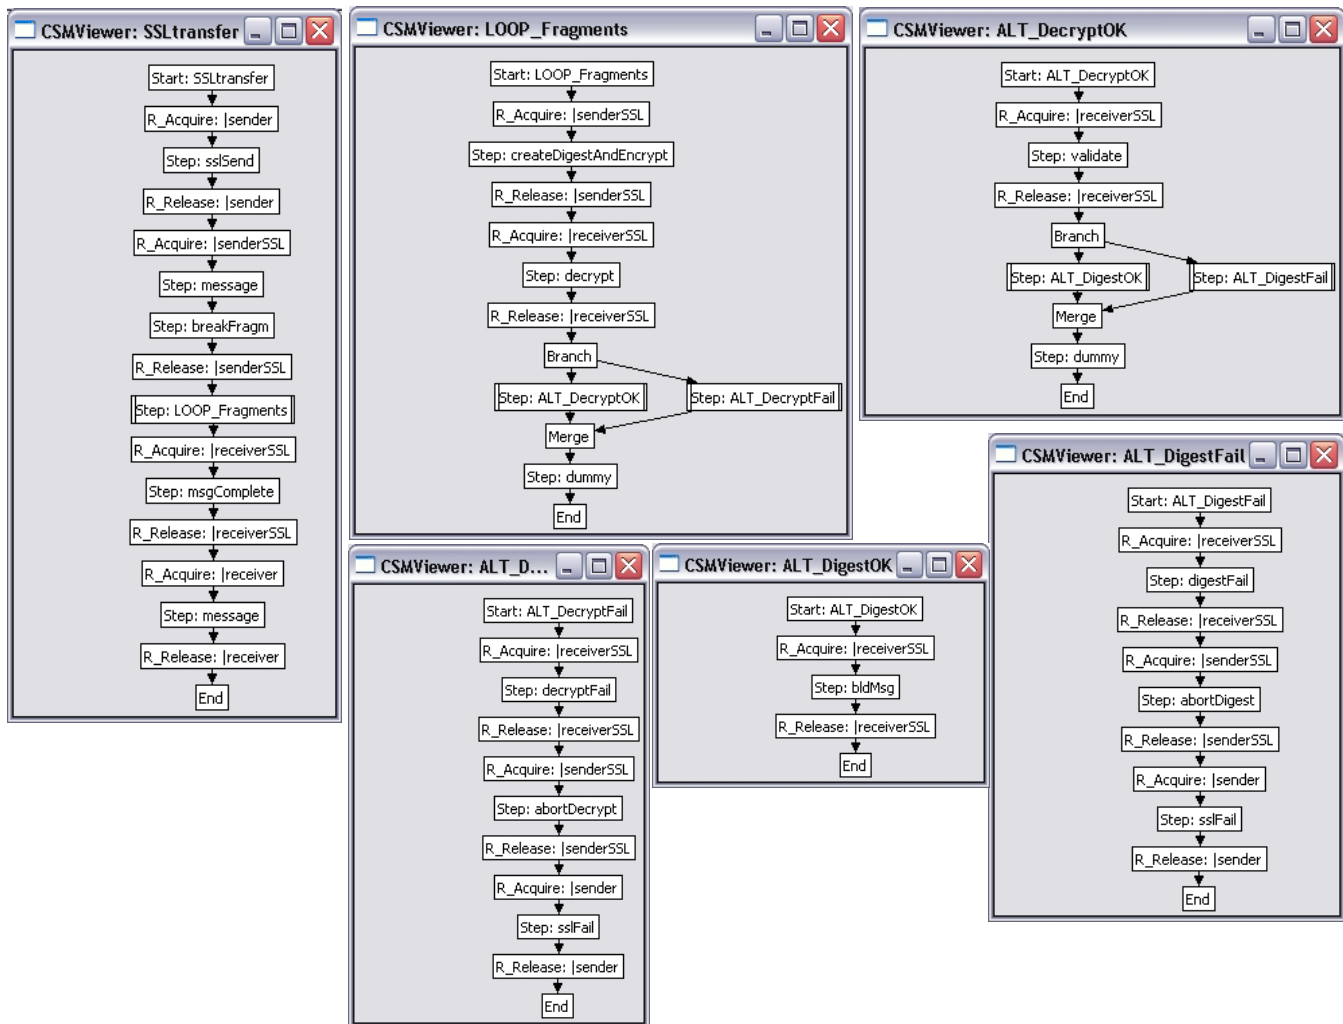 CSMViewer: SSLtransfer
Start: SSLtransfer
R_Acquire: |sender
Step: sslSend
R_Release: |sender
R_Acquire: |senderSSL
Step: message
Step: breakFragm
R_Release: |senderSSL
Step: LOOP_Fragments
R_Acquire: |receiverSSL
Step: msgComplete
R_Release: |receiverSSL
R_Acquire: |receiver
Step: message
R_Release: |receiver
End
CSMViewer: LOOP_Fragments
Start: LOOP_Fragments
R_Acquire: |senderSSL
Step: createDigestAndEncrypt
R_Release: |senderSSL
R_Acquire: |receiverSSL
Step: decrypt
R_Release: |receiverSSL
Branch
Step: ALT_DecryptOK
Step: ALT_DecryptFail
Merge
Step: dummy
End
CSMViewer: ALT_DecryptOK
Start: ALT_DecryptOK
R_Acquire: |receiverSSL
Step: validate
R_Release: |receiverSSL
Branch
Step: ALT_DigestOK
Step: ALT_DigestFail
Merge
Step: dummy
End
CSMViewer: ALT_D...
Start: ALT_DecryptFail
R_Acquire: |receiverSSL
Step: decryptFail
R_Release: |receiverSSL
R_Acquire: |senderSSL
Step: abortDecrypt
R_Release: |senderSSL
R_Acquire: |sender
Step: sslFail
R_Release: |sender
End
CSMViewer: ALT_DigestOK
Start: ALT_DigestOK
R_Acquire: |receiverSSL
Step: bldMsg
R_Release: |receiverSSL
End
CSMViewer: ALT_DigestFail
Start: ALT_DigestFail
R_Acquire: |receiverSSL
Step: digestFail
R_Release: |receiverSSL
R_Acquire: |senderSSL
Step: abortDigest
R_Release: |senderSSL
R_Acquire: |sender
Step: sslFail
R_Release: |sender
End